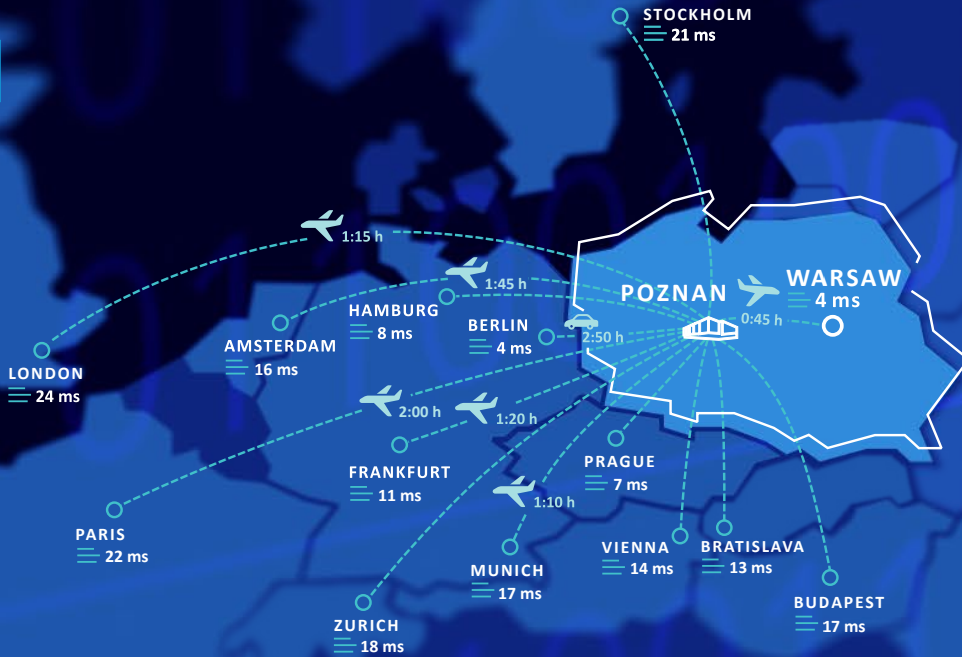 STOCKHOLM
21 ms
1:15 h
1:45 h
POZNAN
WARSAW
4 ms
0:45 h
HAMBURG
8 ms
BERLIN
4 ms
2:50 h
AMSTERDAM
16 ms
LONDON
24 ms
2:00 h
1:20 h
FRANKFURT
11 ms
PRAGUE
7 ms
1:10 h
PARIS
22 ms
MUNICH
17 ms
VIENNA
14 ms
BRATISLAVA
13 ms
BUDAPEST
17 ms
ZURICH
18 ms